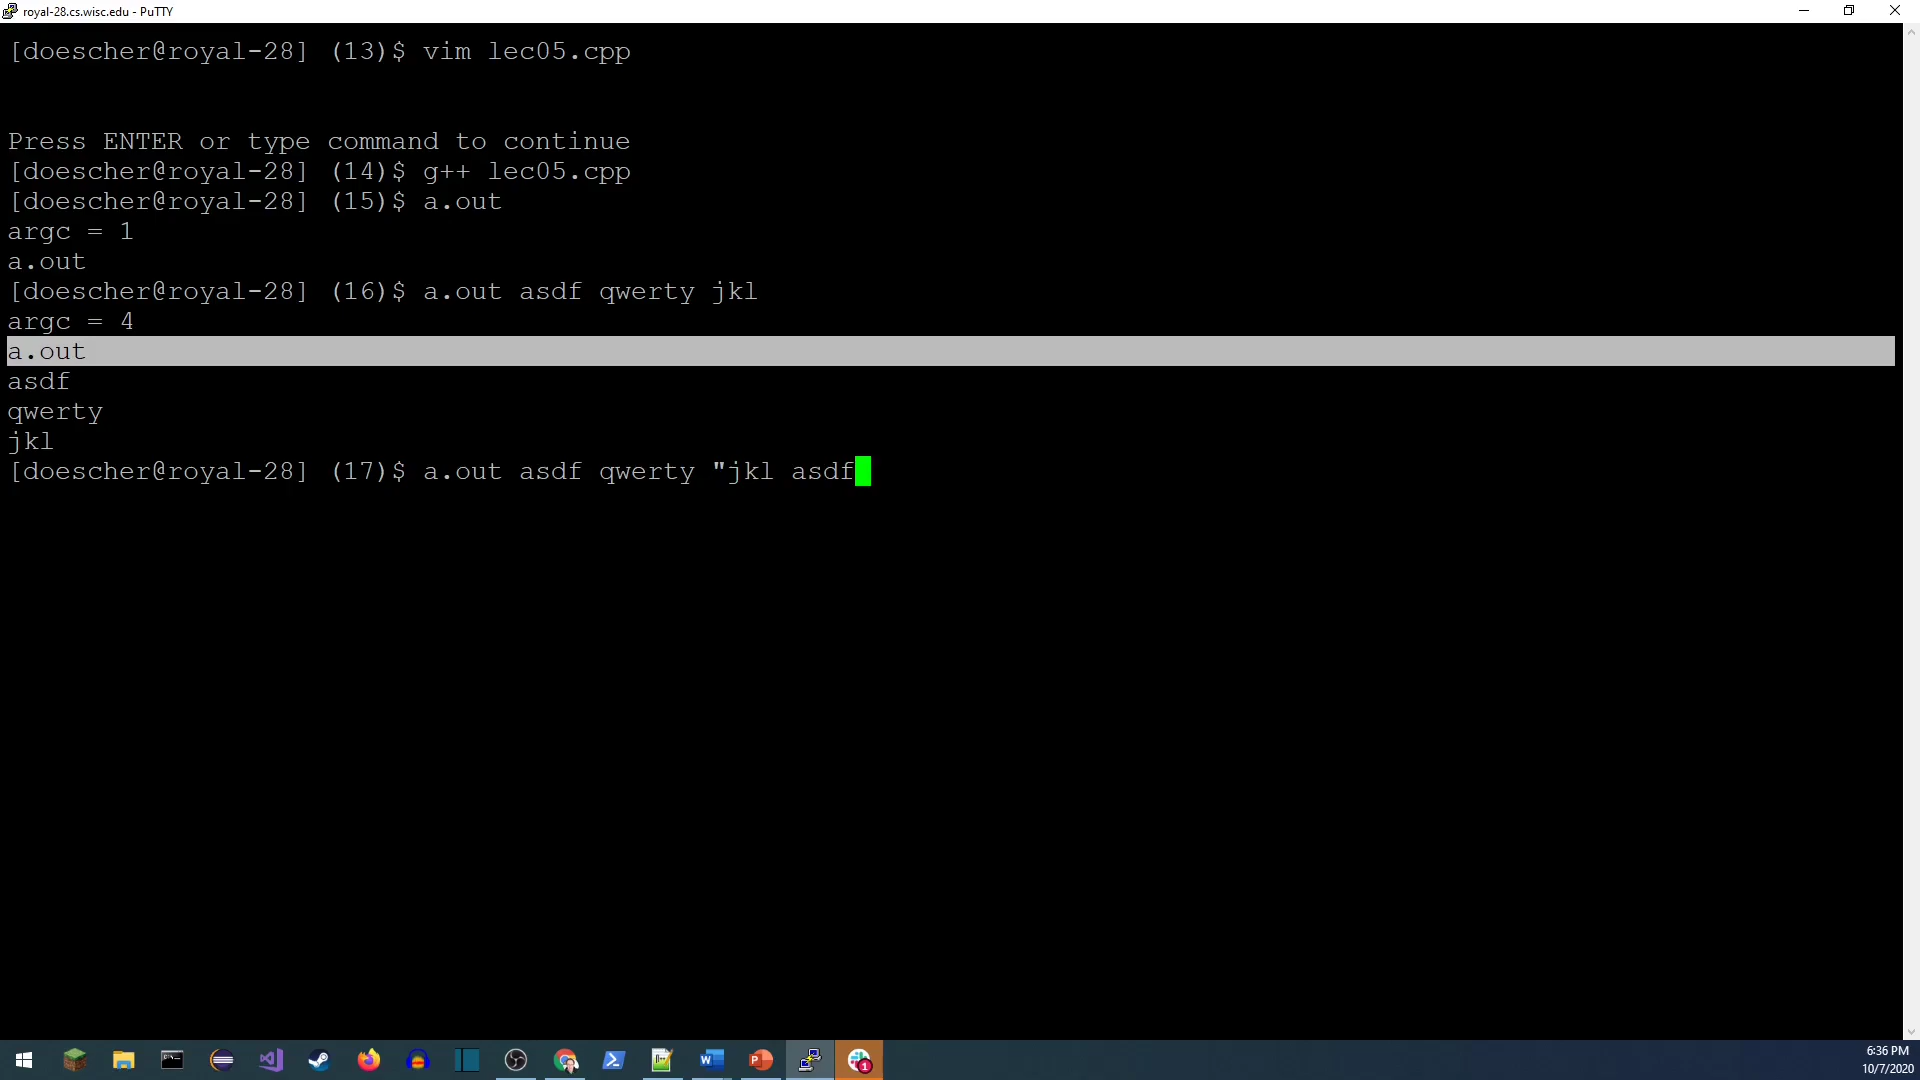 royal-28.cs.wisc.edu - PuTTY
[doescher@royal-28] (13)$ vim lec05.cpp
Press ENTER or type command to continue
[doescher@royal-28] (14)$ g++ lec05.cpp
[doescher@royal-28] (15)$ a.out
argc = 1
a.out
[doescher@royal-28] (16)$ a.out asdf qwerty jkl
argc = 4
a.out
asdf
qwerty
jkl
[doescher@royal-28] (17)$ a.out asdf qwerty "jkl asdf
6:36 PM
10/7/2020